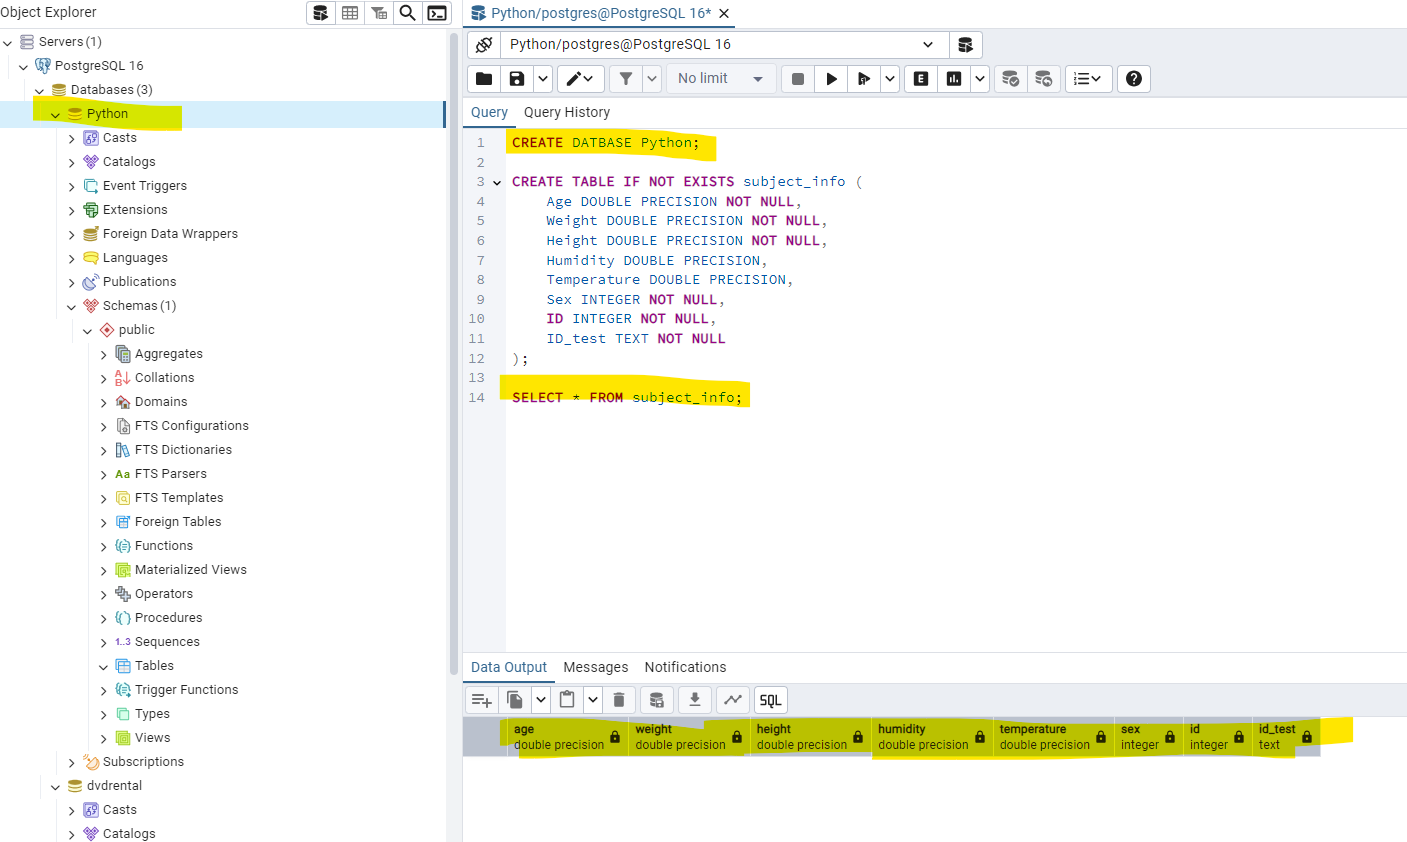 Object Explorer
Servers (1)
PostgreSQL 16
Databases (3)
Python
Casts
Catalogs
Event Triggers
Extensions
Foreign Data Wrappers
Languages
Publications
Schemas (1)
public
Aggregates
Collations
Domains
FTS Configurations
FTS Dictionaries
Aa FTS Parsers
FTS Templates
Foreign Tables
Functions
Materialized Views
Operators
Procedures
1..3 Sequences
Tables
Trigger Functions
Types
Views
Subscriptions
dvdrental
Casts
Catalogs
Python/postgres@PostgreSQL 16*
Python/postgres@PostgreSQL 16
No limit
E
Query Query History
1 CREATE DATBASE Python;
2
3 CREATE TABLE IF NOT EXISTS subject_info (
4 Age DOUBLE PRECISION NOT NULL,
5 Weight DOUBLE PRECISION NOT NULL,
6 Height DOUBLE PRECISION NOT NULL,
7 Humidity DOUBLE PRECISION,
8 Temperature DOUBLE PRECISION,
9 Sex INTEGER NOT NULL,
10 ID INTEGER NOT NULL,
11 ID_test TEXT NOT NULL
12 );
13
14 SELECT * FROM subject_info;
Data Output Messages Notifications
SQL
age weight height humidity temperature sex id id_test
double precision double precision double precision double precision double precision integer integer text